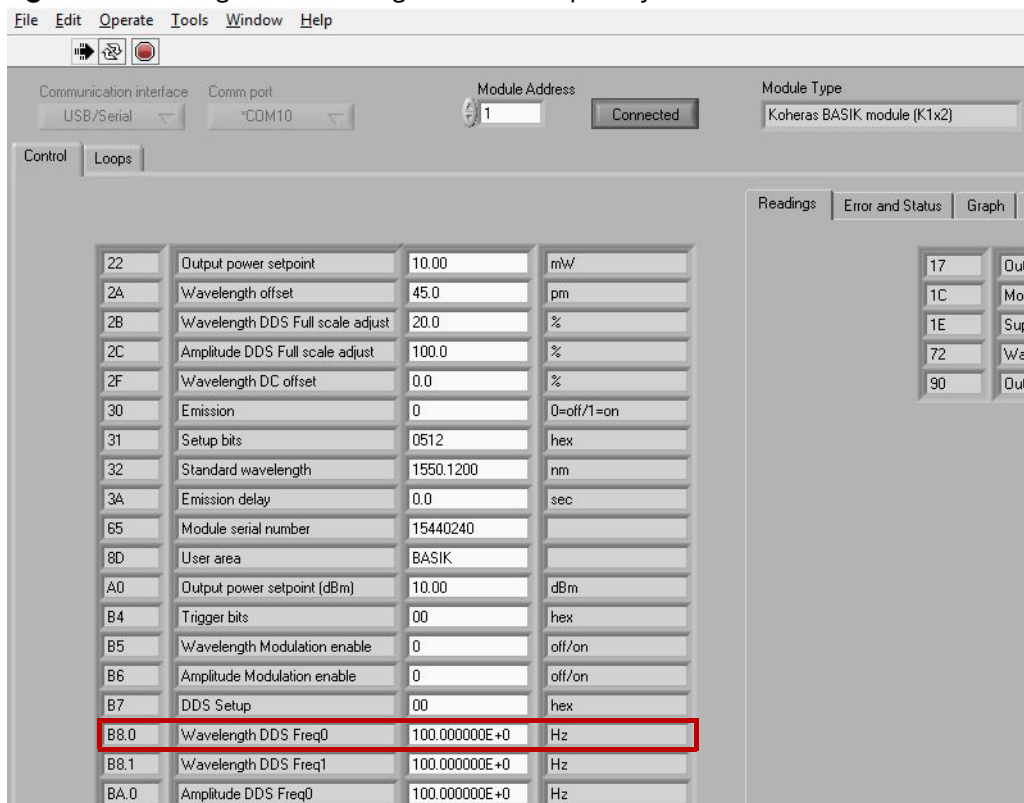 File Edit Operate Tools Window Help
Communication interface Comm port Module Address Module Type
USB/Serial °COM10 1 Connected Koheras BASIK module (K1x2)
Control Loops
Readings Error and Status Graph
22 Output power setpoint 10.00 mW
2A Wavelength offset 45.0 pm
2B Wavelength DDS Full scale adjust 20.0 %
2C Amplitude DDS Full scale adjust 100.0 %
2F Wavelength DC offset 0.0 %
30 Emission 0 0=off/1=on
31 Setup bits 0512 hex
32 Standard wavelength 1550.1200 nm
3A Emission delay 0.0 sec
65 Module serial number 15440240
8D User area BASIK
A0 Output power setpoint (dBm) 10.00 dBm
B4 Trigger bits 00 hex
B5 Wavelength Modulation enable 0 off/on
B6 Amplitude Modulation enable 0 off/on
B7 DDS Setup 00 hex
B8.0 Wavelength DDS Freq0 100.000000E+0 Hz
B8.1 Wavelength DDS Freq1 100.000000E+0 Hz
BA.0 Amplitude DDS Freq0 100.000000E+0 Hz
17 Out
1C Mo
1E Sup
72 Wa
90 Out